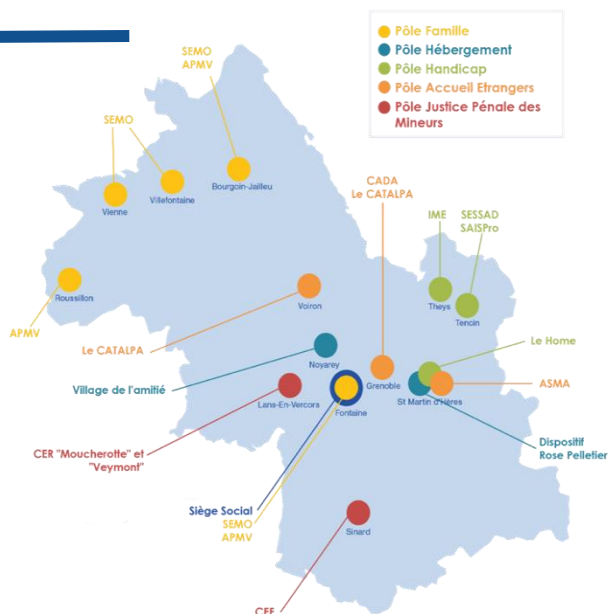 Pôle Famille
Pôle Hébergement
Pôle Handicap
Pôle Accueil Etrangers
Pôle Justice Pénale des
Mineurs
SEMO
APMV
SEMO
Bourgoin-Jailleu
Villefontaine
Vienne
CADA
Le CATALPA
IME
SESSAD
SAISPro
Roussillon
APMV
Voiron
Theys
Tencin
Le CATALPA
Noyarey
Le Home
Village de l'amitié
Grenoble
ASMA
Lans-En-Vercors
St Martin d'Hères
Fontaine
CER "Moucherotte" et
"Veymont"
Dispositif
Rose Pelletier
Siège Social
SEMO
APMV
Sinard